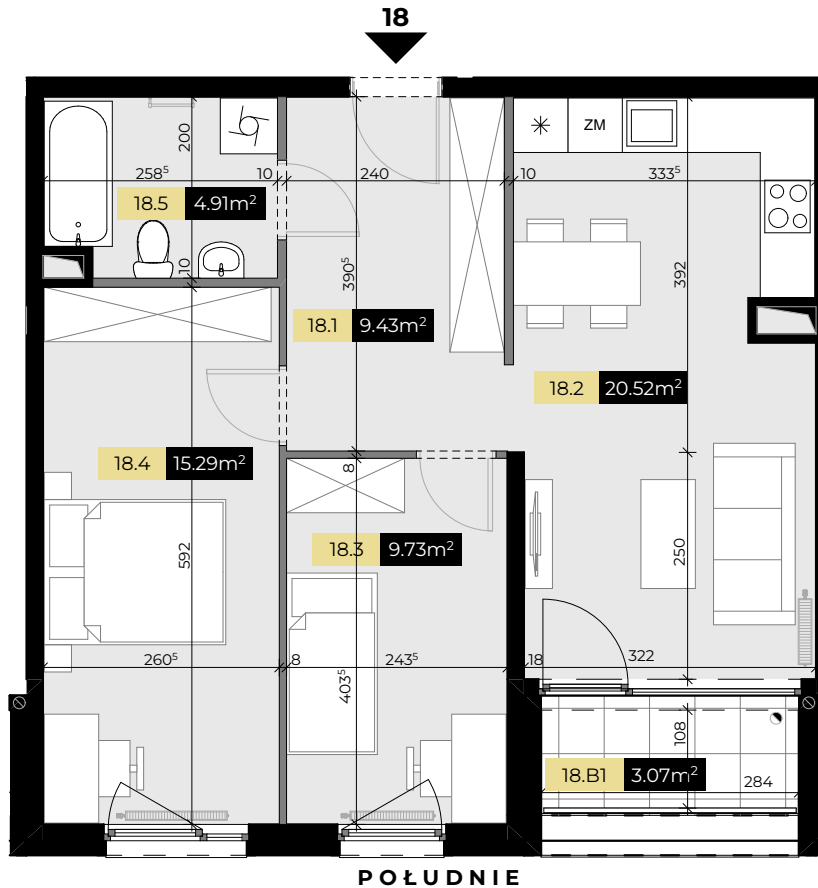 18
ZM
200
258⁵
10
240
10
333⁵
18.5 4.91m²
10
390⁵
392
18.1 9.43m²
18.2 20.52m²
18.4 15.29m²
8
18.3 9.73m²
592
250
260⁵
8
243⁵
18
322
403⁵
108
18.B1 3.07m²
284
POŁUDNIE